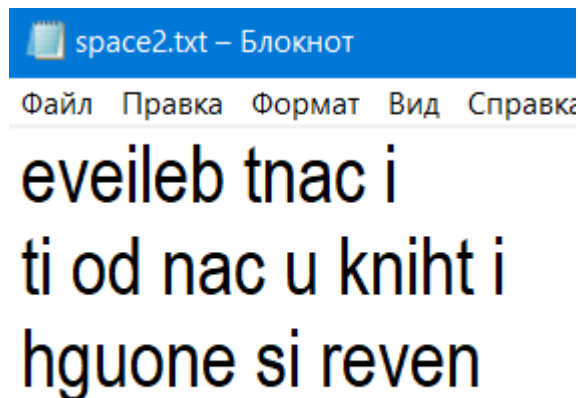 space2.txt – Блокнот
Файл Правка Формат Вид Справка
eveileb tnac i
ti od nac u kniht i
hguone si reven